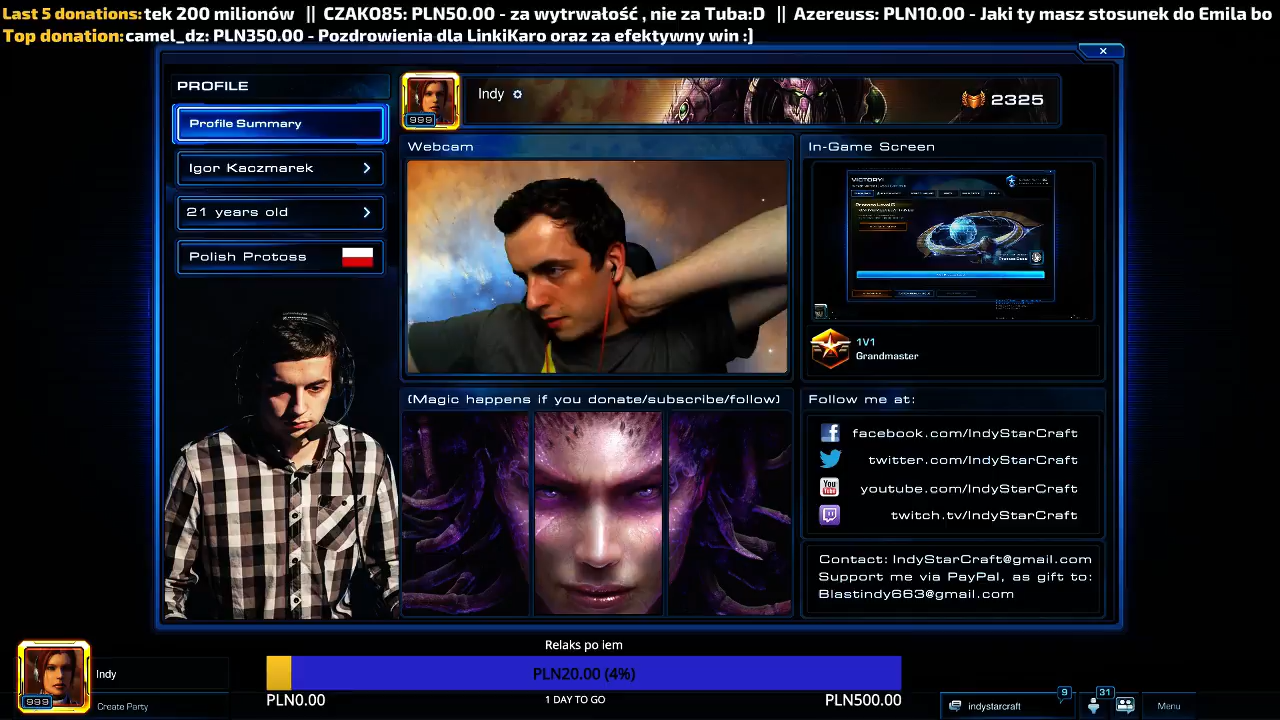 Last 5 donations: tek 200 milionów || CZAKO85: PLN50.00 - za wytrwałość , nie za Tuba:D || Azereuss: PLN10.00 - Jaki ty masz stosunek do Emila bo
Top donation: camel_dz: PLN350.00 - Pozdrowienia dla LinkiKaro oraz za efektywny win :]
PROFILE
Profile Summary
Igor Kaczmarek
21 years old
Polish Protoss
999
Indy
2325
Webcam
In-Game Screen
VICTORY!
1V1
Grandmaster
(Magic happens if you donate/subscribe/follow)
Follow me at:
facebook.com/IndyStarCraft
twitter.com/IndyStarCraft
You Tube
youtube.com/IndyStarCraft
twitch.tv/IndyStarCraft
Contact: IndyStarCraft@gmail.com
Support me via PayPal, as gift to:
Blastindy663@gmail.com
Relaks po iem
PLN20.00 (4%)
PLN0.00
1 DAY TO GO
PLN500.00
999
Indy
Create Party
indystarcraft
9
31
Menu